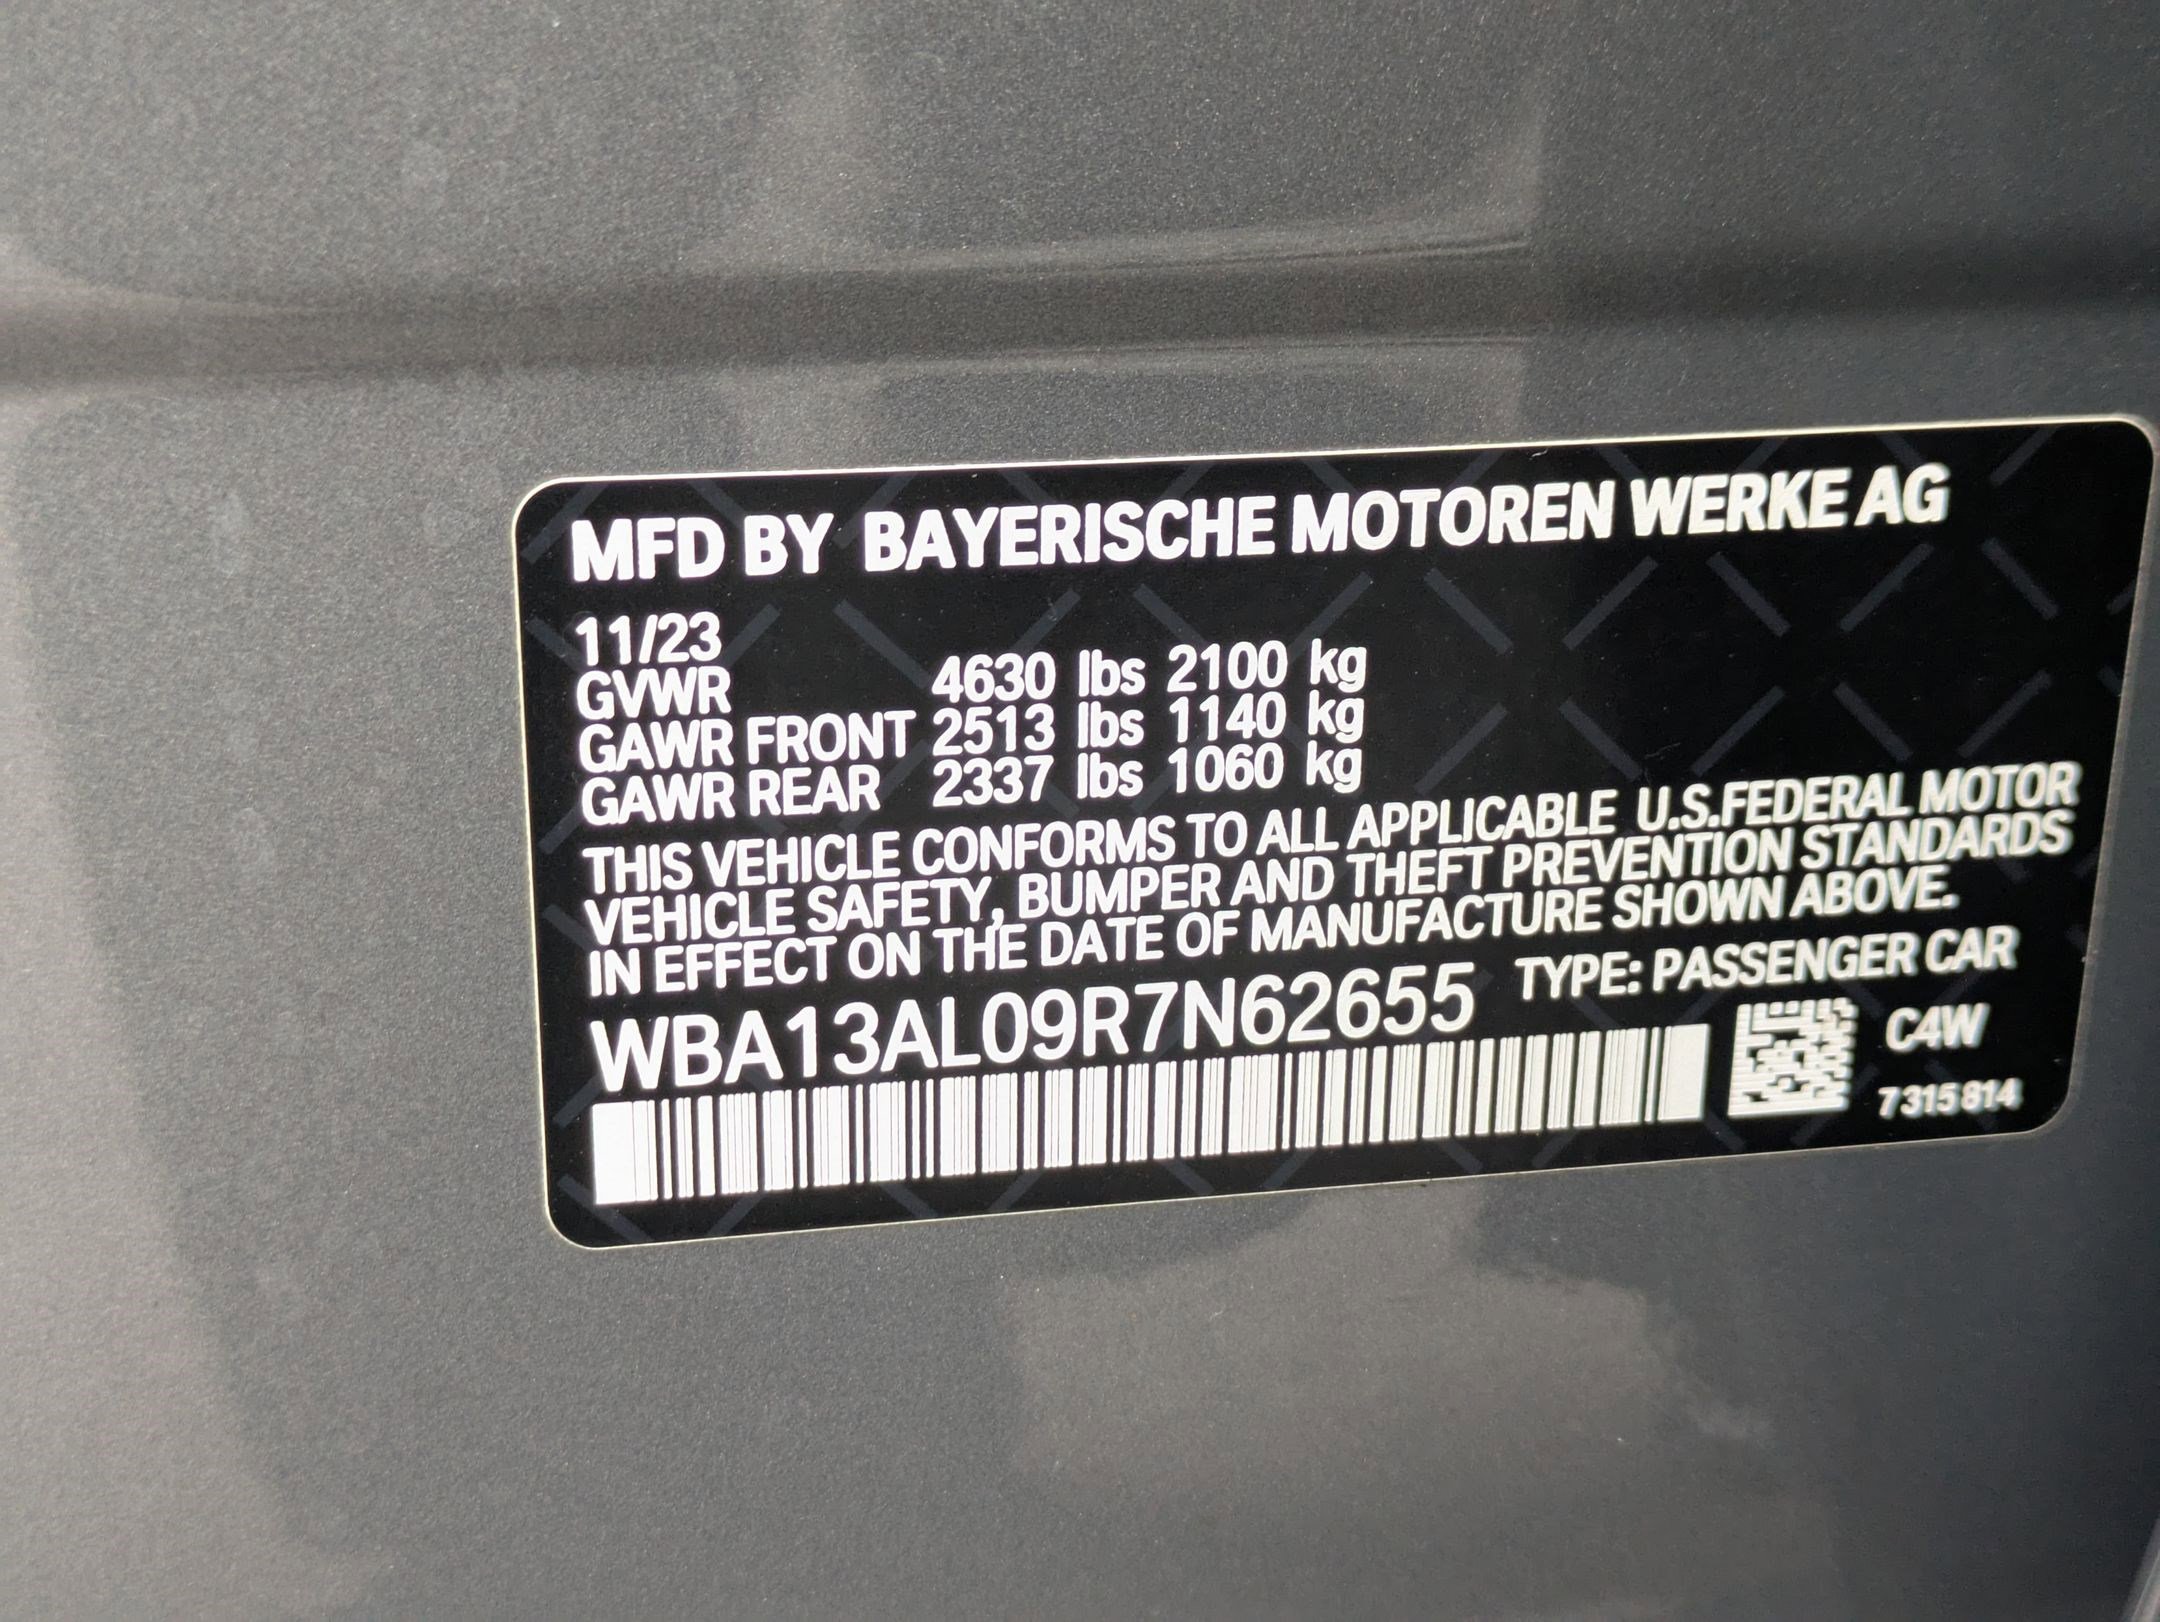 MFD BY BAYERISCHE MOTOREN WERKE AG
11/23
GVWR 4630 lbs 2100 kg
GAWR FRONT 2513 lbs 1140 kg
GAWR REAR 2337 lbs 1060 kg
THIS VEHICLE CONFORMS TO ALL APPLICABLE U.S.FEDERAL MOTOR
VEHICLE SAFETY, BUMPER AND THEFT PREVENTION STANDARDS
IN EFFECT ON THE DATE OF MANUFACTURE SHOWN ABOVE.
WBA13AL09R7N62655 TYPE: PASSENGER CAR
C4W
7315814